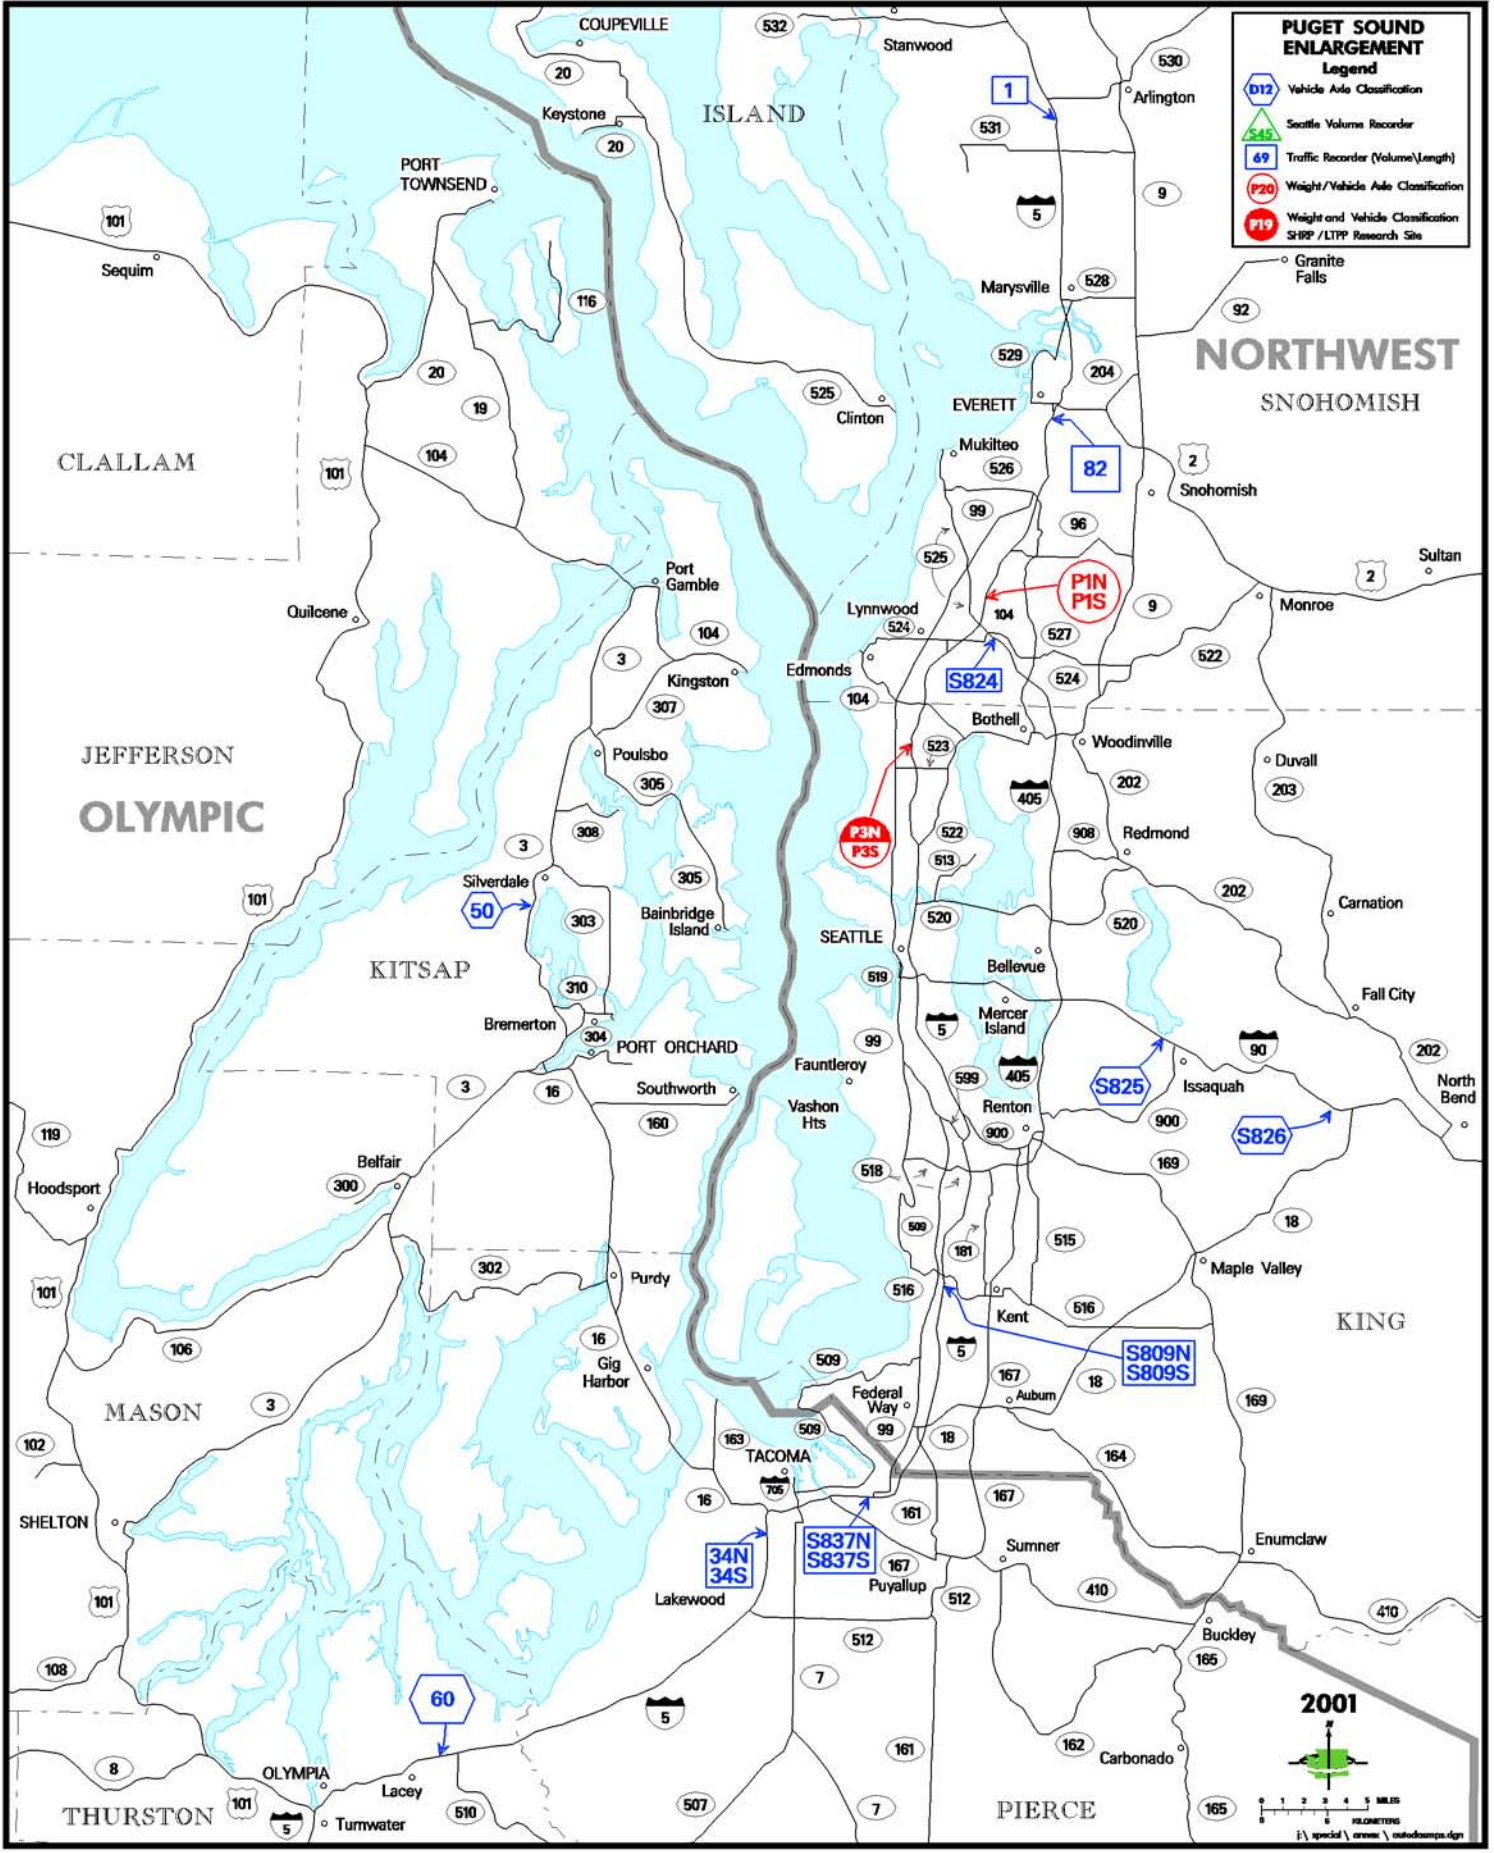 PUGET SOUND
ENLARGEMENT
Legend
D12 Vehicle Axle Classification
S45 Seattle Volume Recorder
69 Traffic Recorder (Volume\Length)
P20 Weight/Vehicle Axle Classification
P19 Weight and Vehicle Classification
SHRP/LTPP Research Site
COUPEVILLE
532
Stanwood
530
20
1
Arlington
Keystone
ISLAND
531
20
PORT
TOWNSEND
9
101
5
Sequim
Granite
Falls
Marysville
528
116
92
529
NORTHWEST
20
204
525
SNOHOMISH
19
EVERETT
Clinton
Mukilteo
104
CLALLAM
101
526
82
2
Snohomish
99
96
525
Sultan
Port
Gamble
2
P1N
P1S
Quilcene
Lynnwood
104
9
Monroe
524
104
527
3
522
Edmonds
Kingston
S824
524
307
104
Bothell
JEFFERSON
Poulsbo
523
Woodinville
Duvall
305
405
202
203
OLYMPIC
308
P3N
P3S
522
908
Redmond
3
513
Silverdale
305
101
202
50
303
Bainbridge
Island
520
520
Carnation
SEATTLE
KITSAP
519
Bellevue
310
Fall City
Bremerton
304
Mercer
Island
5
PORT ORCHARD
99
90
202
Fauntleroy
405
599
3
16
Southworth
S825
Issaquah
North
Bend
Vashon
Hts
Renton
119
160
900
900
S826
Belfair
518
169
300
Hoodsport
509
18
181
515
302
Purdy
Maple Valley
101
516
516
Kent
KING
16
106
5
S809N
S809S
Gig
Harbor
509
167
18
Federal
Way
Auburn
3
169
MASON
509
99
18
102
163
TACOMA
164
705
167
16
161
SHELTON
S837N
S837S
Enumclaw
34N
34S
Sumner
167
Puyallup
410
Lakewood
101
512
410
512
Buckley
108
165
7
60
5
2001
N
162
8
161
Carbonado
OLYMPIA
Lacey
101
507
THURSTON
510
7
PIERCE
165
5
Tumwater
0 1 2 3 4 5 MILES
0 5 KILOMETERS